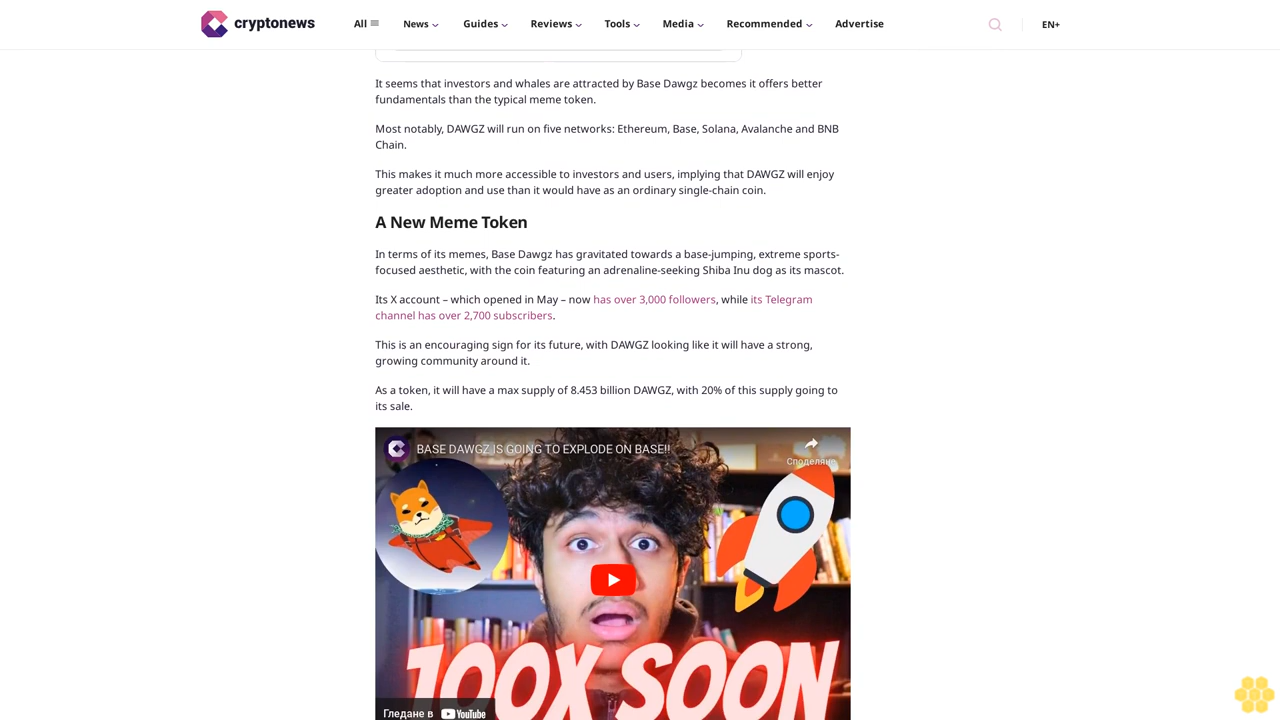 cryptonews
All
News
Guides
Reviews
Tools
Media
Recommended
Advertise
EN+
It seems that investors and whales are attracted by Base Dawgz becomes it offers better
fundamentals than the typical meme token.
Most notably, DAWGZ will run on five networks: Ethereum, Base, Solana, Avalanche and BNB
Chain.
This makes it much more accessible to investors and users, implying that DAWGZ will enjoy
greater adoption and use than it would have as an ordinary single-chain coin.
A New Meme Token
In terms of its memes, Base Dawgz has gravitated towards a base-jumping, extreme sports-
focused aesthetic, with the coin featuring an adrenaline-seeking Shiba Inu dog as its mascot.
Its X account – which opened in May – now has over 3,000 followers, while its Telegram
channel has over 2,700 subscribers.
This is an encouraging sign for its future, with DAWGZ looking like it will have a strong,
growing community around it.
As a token, it will have a max supply of 8.453 billion DAWGZ, with 20% of this supply going to
its sale.
BASE DAWGZ IS GOING TO EXPLODE ON BASE!!
Споделяне
100X SOON
Гледане в YouTube